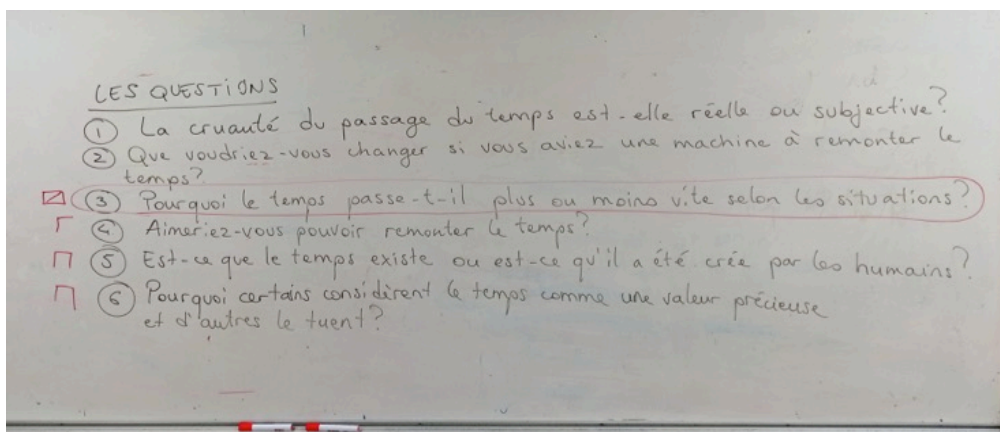 LES QUESTIONS
① La cruauté du passage du temps est-elle réelle ou subjective?
② Que voudriez-vous changer si vous aviez une machine à remonter le
temps?
③ Pourquoi le temps passe-t-il plus ou moins vite selon les situations?
④ Aimeriez-vous pouvoir remonter le temps?
⑤ Est-ce que le temps existe ou est-ce qu'il a été crée par les humains?
⑥ Pourquoi certains considèrent le temps comme une valeur précieuse
et d'autres le tuent?